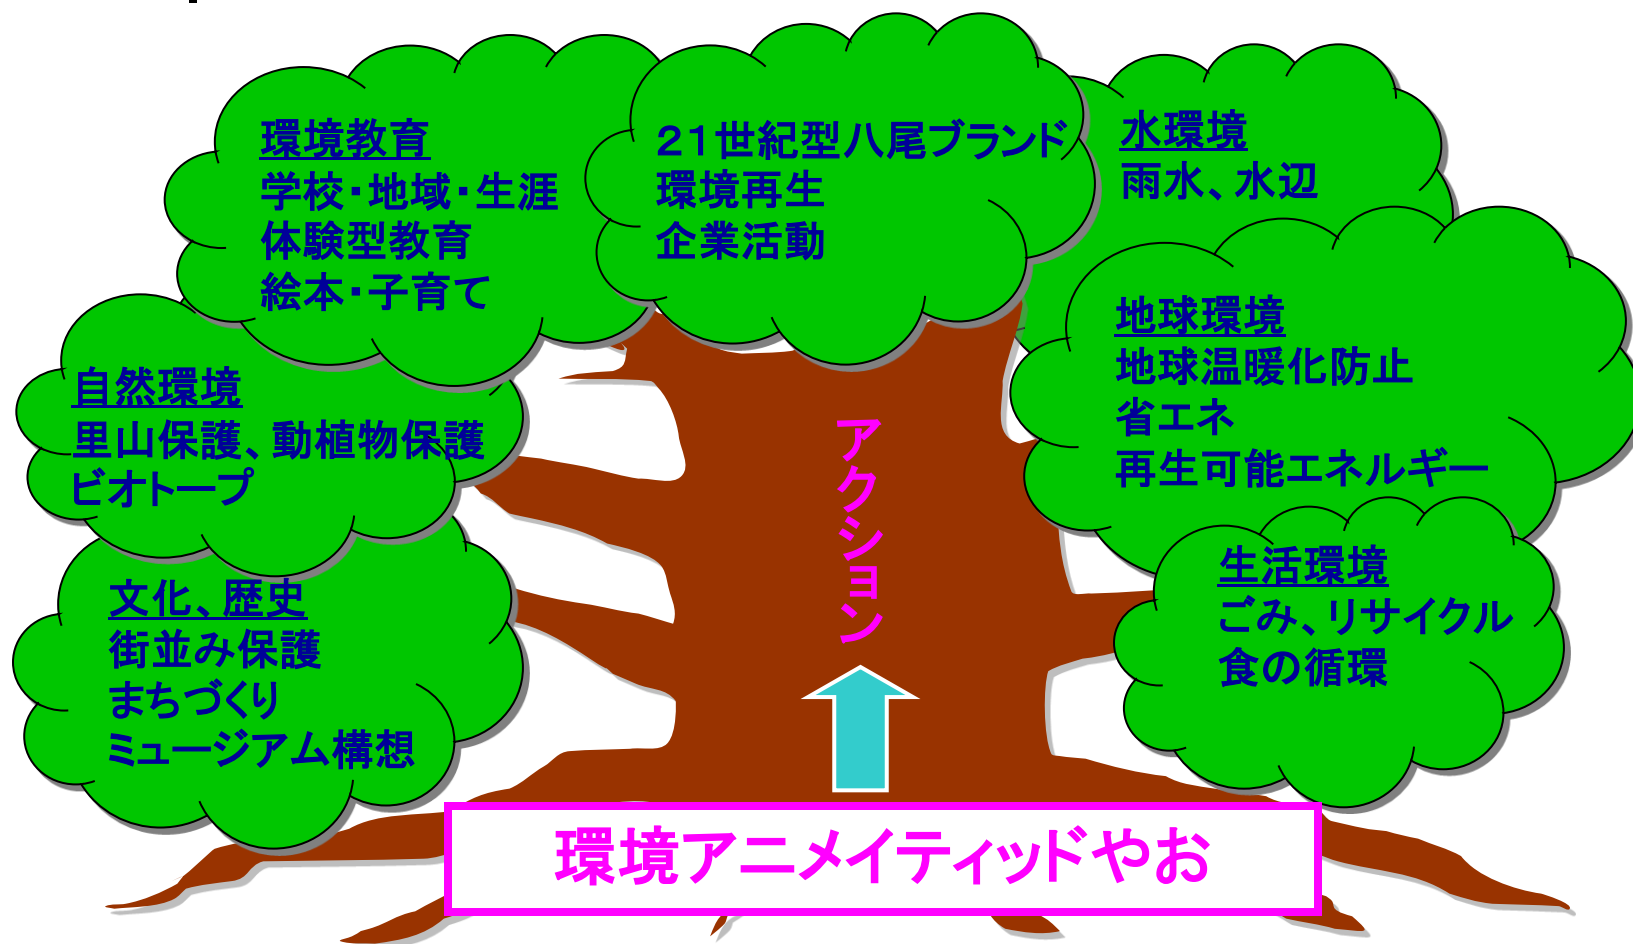 環境教育
学校・地域・生涯
体験型教育
絵本・子育て
２１世紀型八尾ブランド
環境再生
企業活動
水環境
雨水、水辺
自然環境
里山保護、動植物保護
ビオトープ
地球環境
地球温暖化防止
省エネ
再生可能エネルギー
文化、歴史
街並み保護
まちづくり
ミュージアム構想
生活環境
ごみ、リサイクル
食の循環
アクション
環境アニメイティッドやお